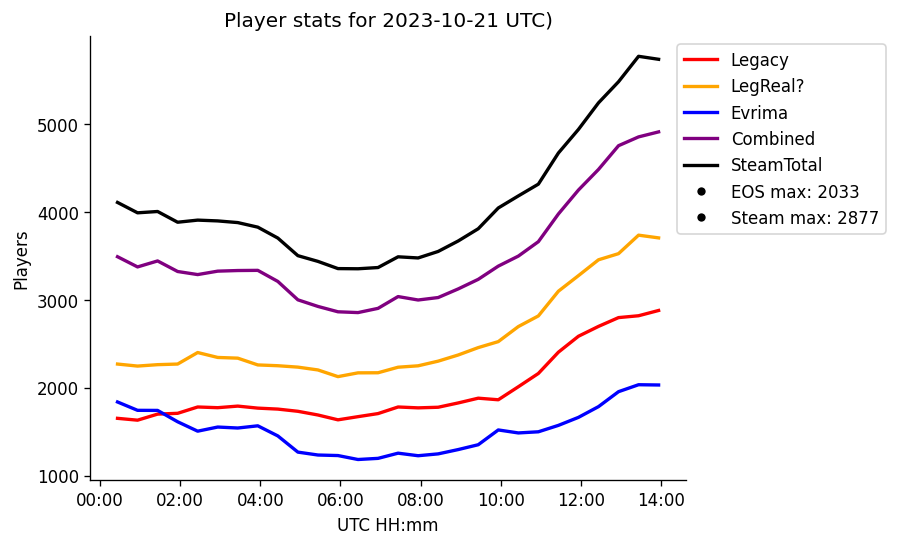 Player stats for 2023-10-21 UTC)
Legacy
LegReal?
Evrima
Combined
SteamTotal
EOS max: 2033
Steam max: 2877
Players
5000
4000
3000
2000
1000
00:00 02:00 04:00 06:00 08:00 10:00 12:00 14:00
UTC HH:mm